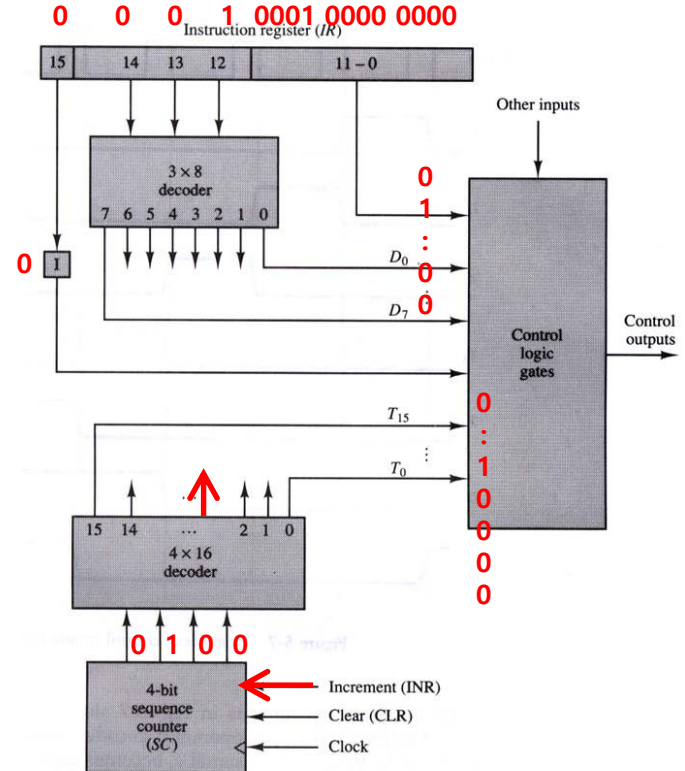 0 0 0 1 0001 0000 0000
Instruction register (IR)
15 14 13 12 11 – 0
Other inputs
3 × 8
decoder
7 6 5 4 3 2 1 0
0
1
:
0
0
0 I
D0
D7
Control
logic
gates
Control
outputs
T15
⋮
T0
0
:
1
0
0
0
0
15 14 ... 2 1 0
4 × 16
decoder
0 1 0 0
4-bit
sequence
counter
(SC)
Increment (INR)
Clear (CLR)
Clock